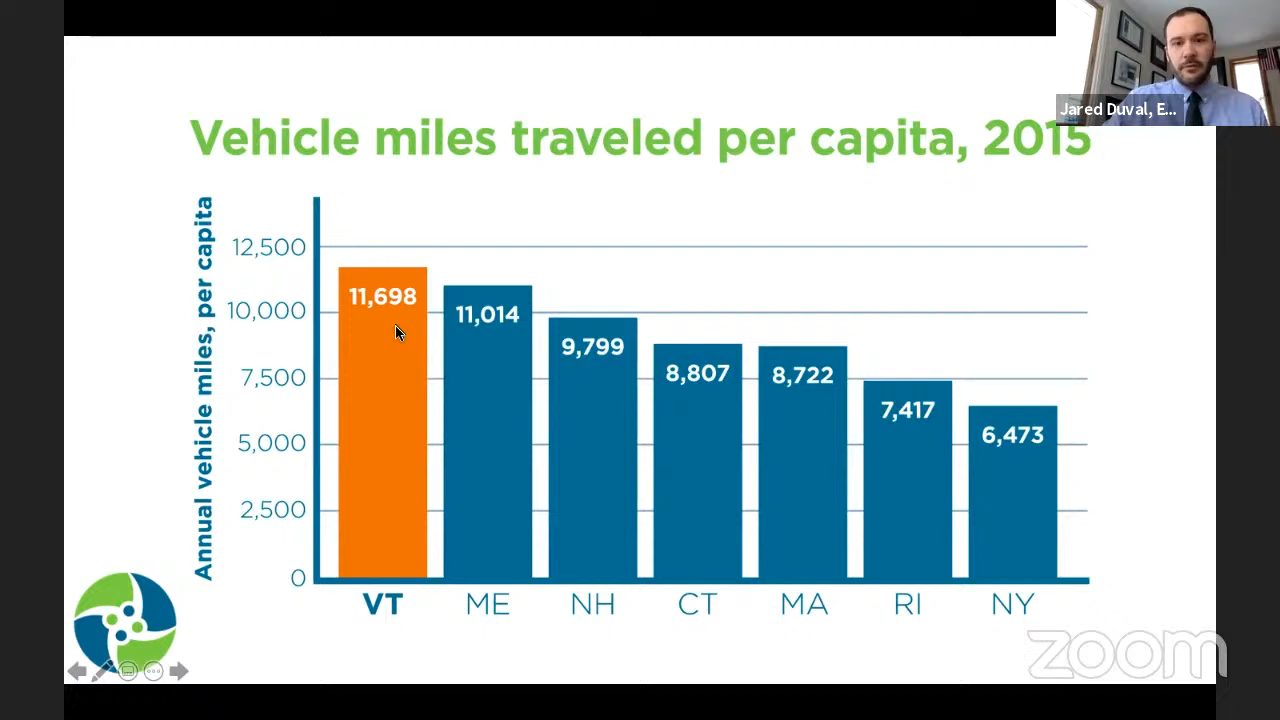 Jared Duval, E...
Vehicle miles traveled per capita, 2015
Annual vehicle miles, per capita
12,500
10,000
7,500
5,000
2,500
0
11,698
11,014
9,799
8,807
8,722
7,417
6,473
VT ME NH CT MA RI NY
zoom